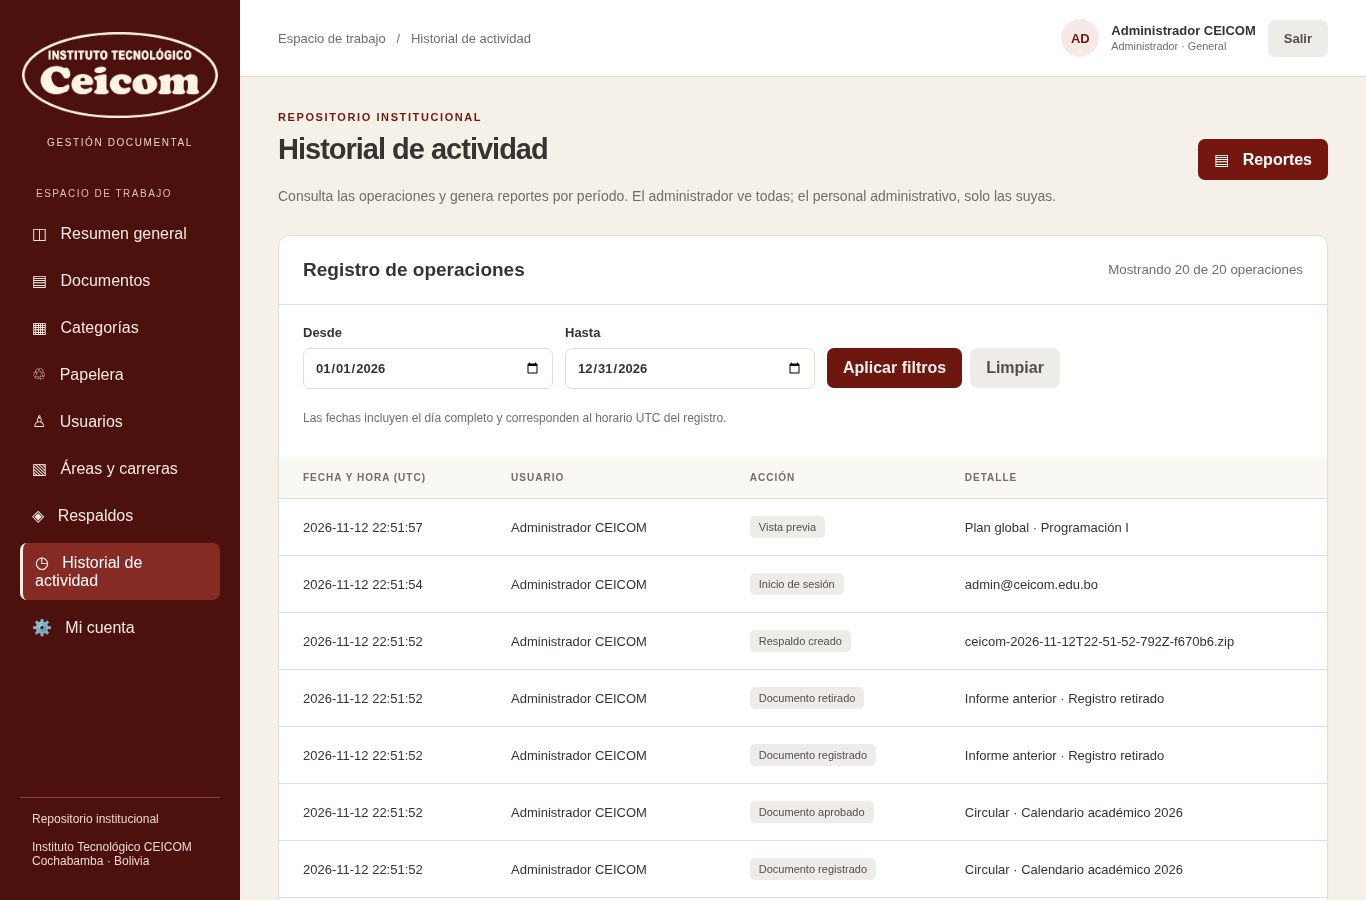 INSTITUTO TECNOLÓGICO
Ceicom
GESTIÓN DOCUMENTAL
ESPACIO DE TRABAJO
Resumen general
Documentos
Categorías
Papelera
Usuarios
Áreas y carreras
Respaldos
Historial de
actividad
Mi cuenta
Repositorio institucional
Instituto Tecnológico CEICOM
Cochabamba · Bolivia
Espacio de trabajo / Historial de actividad
AD
Administrador CEICOM
Administrador · General
Salir
REPOSITORIO INSTITUCIONAL
Historial de actividad
Reportes
Consulta las operaciones y genera reportes por período. El administrador ve todas; el personal administrativo, solo las suyas.
Registro de operaciones
Mostrando 20 de 20 operaciones
Desde
Hasta
01/01/2026
12/31/2026
Aplicar filtros
Limpiar
Las fechas incluyen el día completo y corresponden al horario UTC del registro.
FECHA Y HORA (UTC) USUARIO ACCIÓN DETALLE
2026-11-12 22:51:57 Administrador CEICOM Vista previa Plan global · Programación I
2026-11-12 22:51:54 Administrador CEICOM Inicio de sesión admin@ceicom.edu.bo
2026-11-12 22:51:52 Administrador CEICOM Respaldo creado ceicom-2026-11-12T22-51-52-792Z-f670b6.zip
2026-11-12 22:51:52 Administrador CEICOM Documento retirado Informe anterior · Registro retirado
2026-11-12 22:51:52 Administrador CEICOM Documento registrado Informe anterior · Registro retirado
2026-11-12 22:51:52 Administrador CEICOM Documento aprobado Circular · Calendario académico 2026
2026-11-12 22:51:52 Administrador CEICOM Documento registrado Circular · Calendario académico 2026